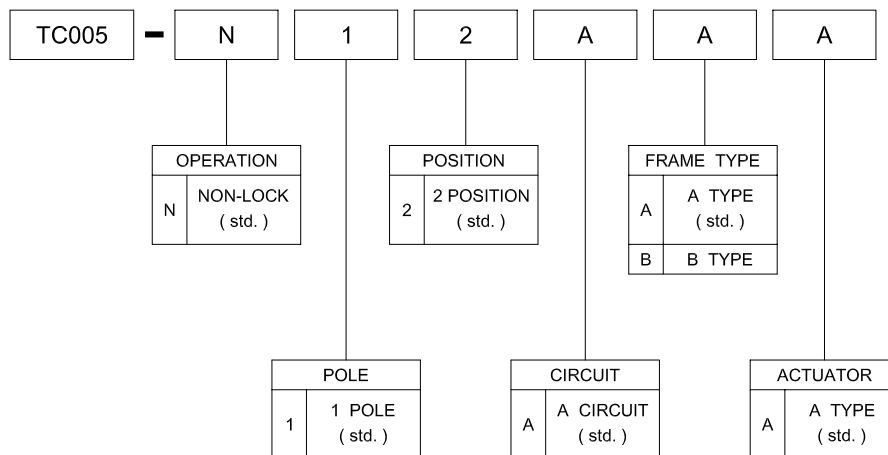 TC005 - N 1 2 A A A
OPERATION
N NON-LOCK
( std. )
POSITION
2 2 POSITION
( std. )
FRAME TYPE
A A TYPE
( std. )
B B TYPE
POLE
1 1 POLE
( std. )
CIRCUIT
A A CIRCUIT
( std. )
ACTUATOR
A A TYPE
( std. )